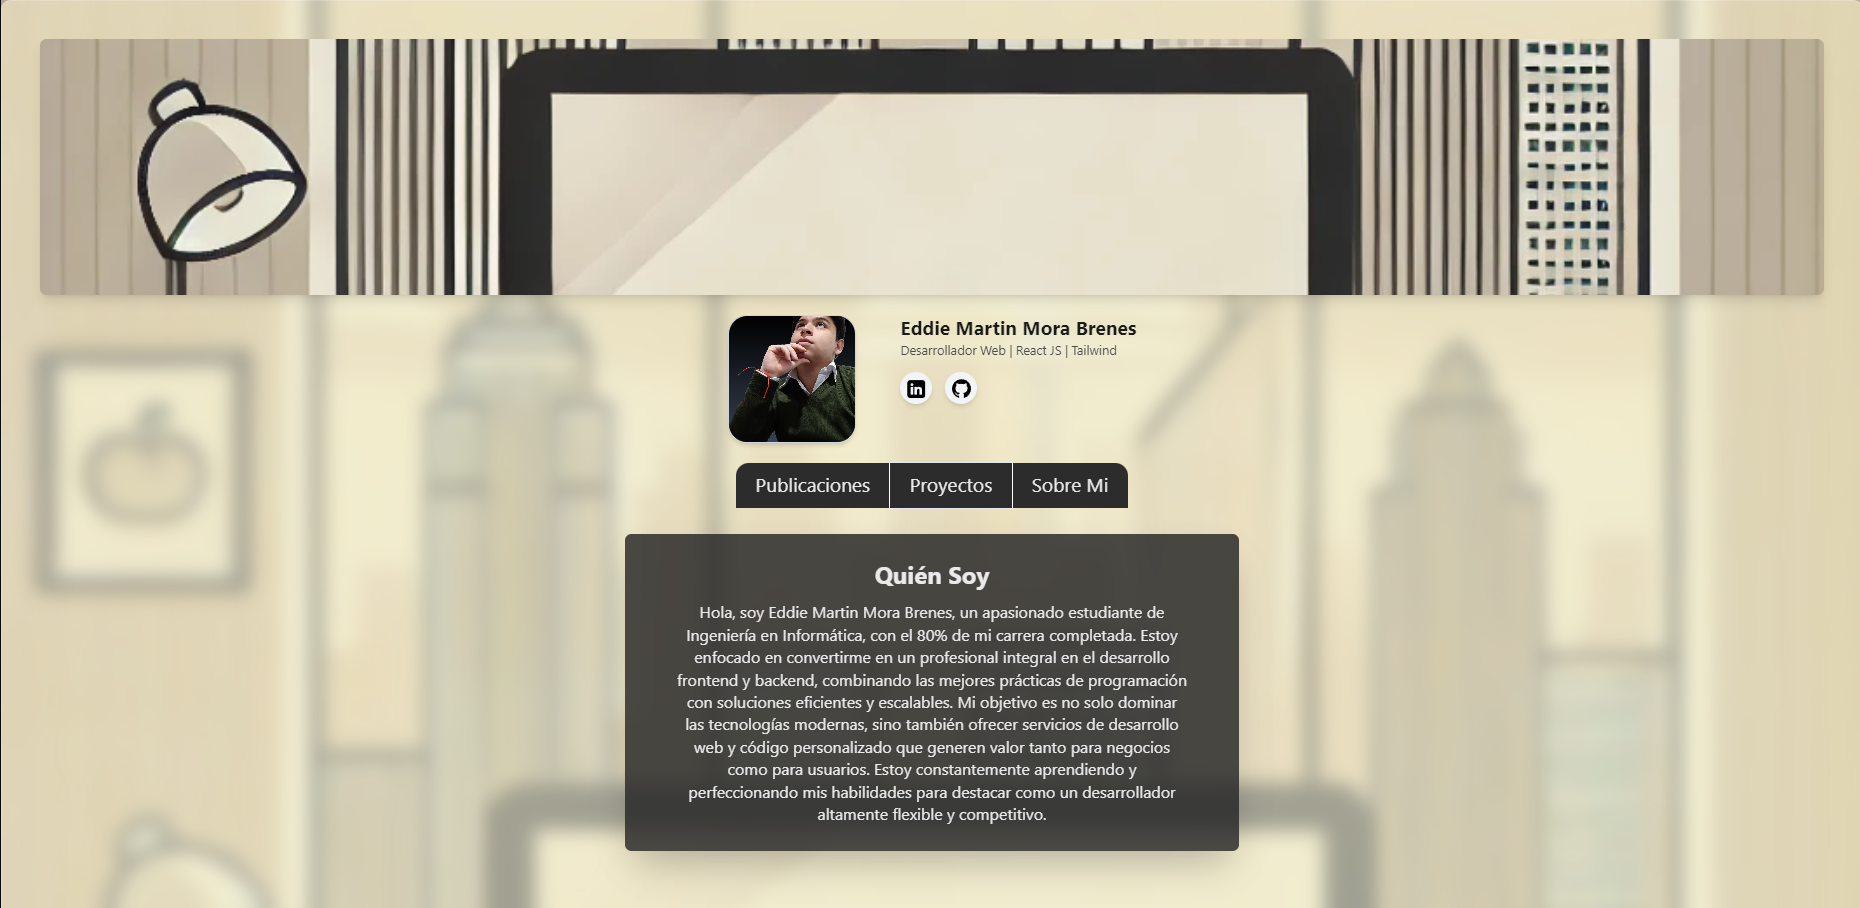 Eddie Martin Mora Brenes
Desarrollador Web | React JS | Tailwind
in
Publicaciones Proyectos Sobre Mi
Quién Soy
Hola, soy Eddie Martin Mora Brenes, un apasionado estudiante de
Ingeniería en Informática, con el 80% de mi carrera completada. Estoy
enfocado en convertirme en un profesional integral en el desarrollo
frontend y backend, combinando las mejores prácticas de programación
con soluciones eficientes y escalables. Mi objetivo es no solo dominar
las tecnologías modernas, sino también ofrecer servicios de desarrollo
web y código personalizado que generen valor tanto para negocios
como para usuarios. Estoy constantemente aprendiendo y
perfeccionando mis habilidades para destacar como un desarrollador
altamente flexible y competitivo.